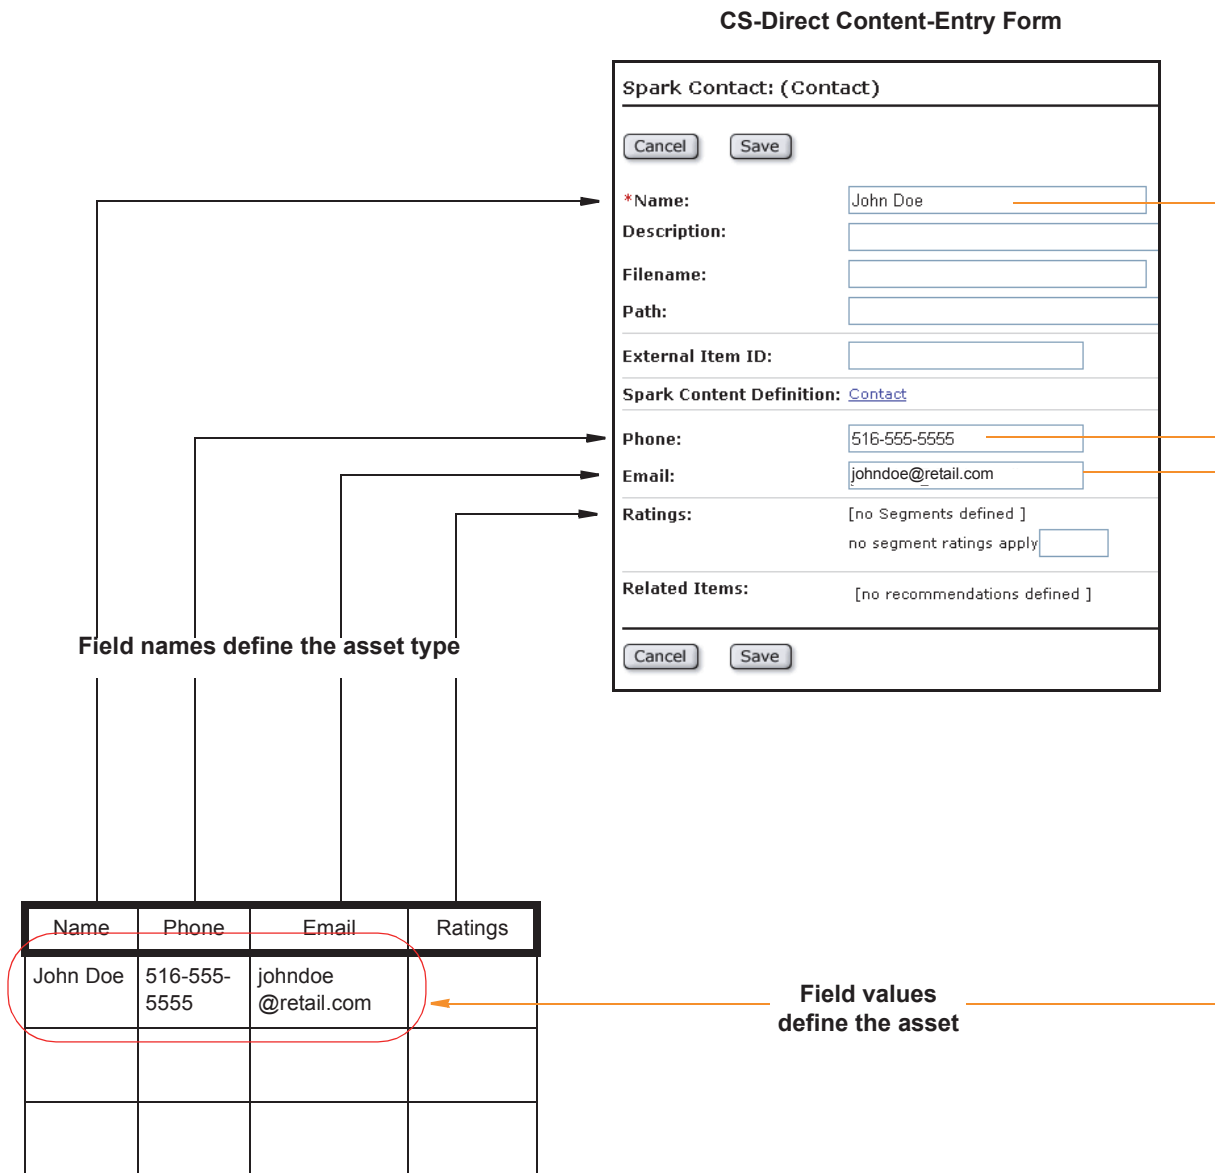 CS-Direct Content-Entry Form
Spark Contact: (Contact)
Cancel Save
*Name: John Doe
Description:
Filename:
Path:
External Item ID:
Spark Content Definition: Contact
Phone: 516-555-5555
Email: johndoe@retail.com
Ratings: [no Segments defined ]
no segment ratings apply
Related Items: [no recommendations defined ]
Cancel Save
Field names define the asset type
Name Phone Email Ratings
John Doe 516-555- johndoe
5555 @retail.com
Field values
define the asset